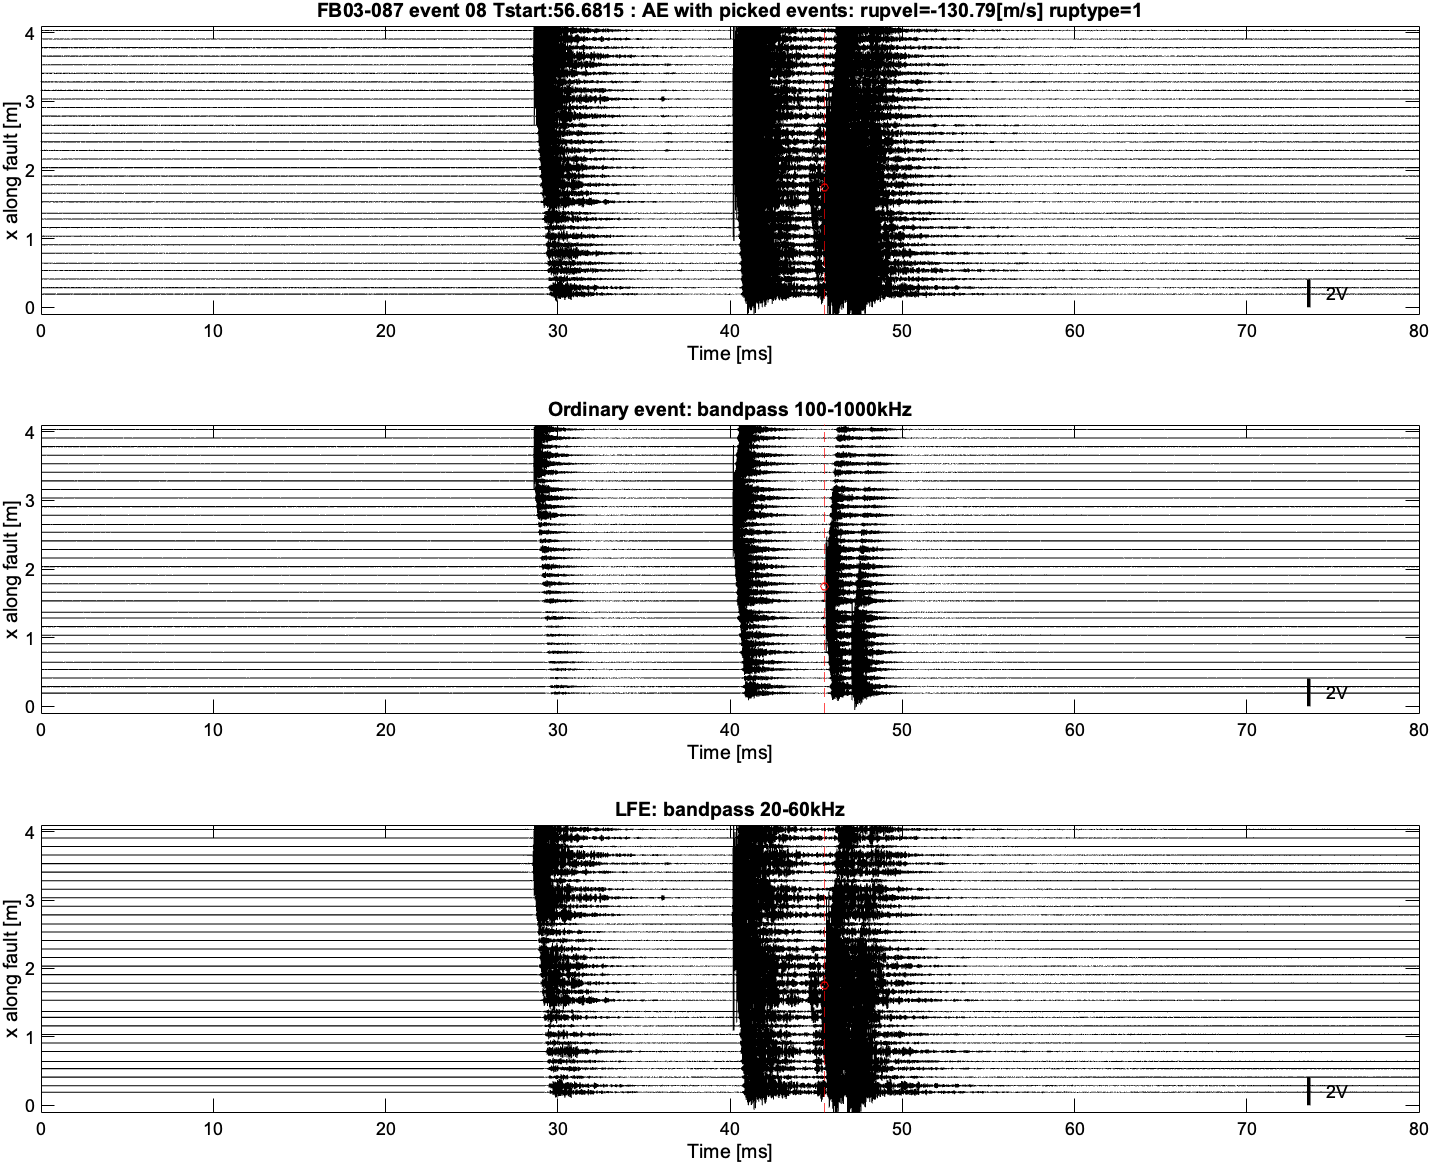 FB03-087 event 08 Tstart:56.6815 : AE with picked events: rupvel=-130.79[m/s] ruptype=1
4
3
2
1
0
x along fault [m]
2V
0 10 20 30 40 50 60 70 80
Time [ms]
Ordinary event: bandpass 100-1000kHz
4
3
2
1
0
x along fault [m]
2V
0 10 20 30 40 50 60 70 80
Time [ms]
LFE: bandpass 20-60kHz
4
3
2
1
0
x along fault [m]
2V
0 10 20 30 40 50 60 70 80
Time [ms]